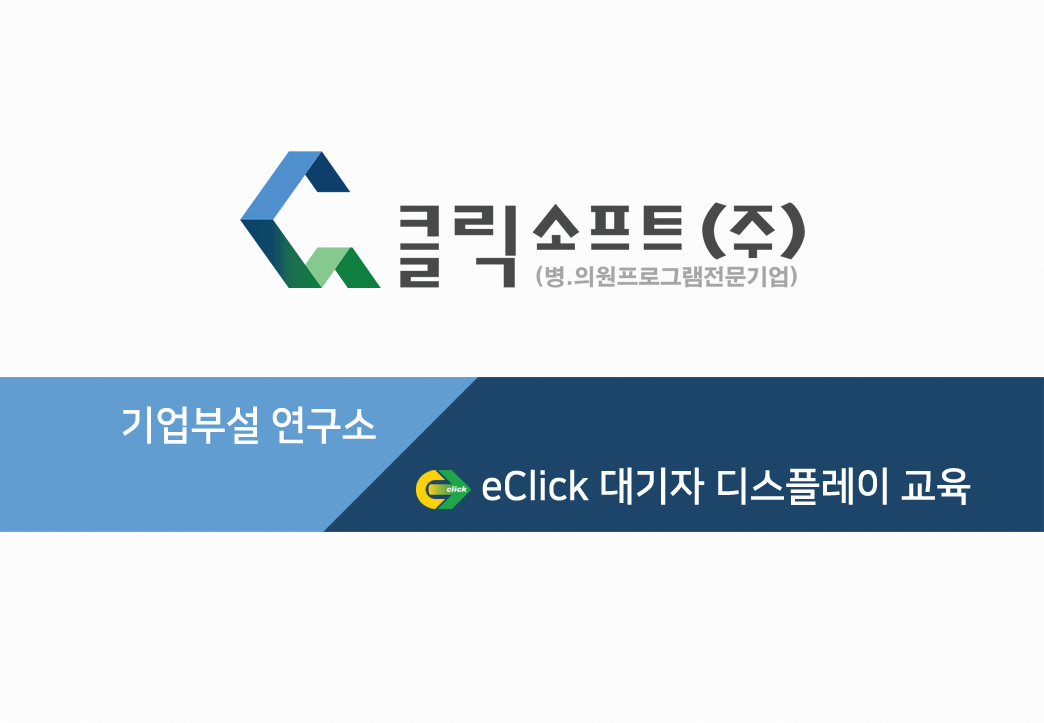 클릭소프트(주)
(병.의원프로그램전문기업)
기업부설 연구소
click
eClick 대기자 디스플레이 교육